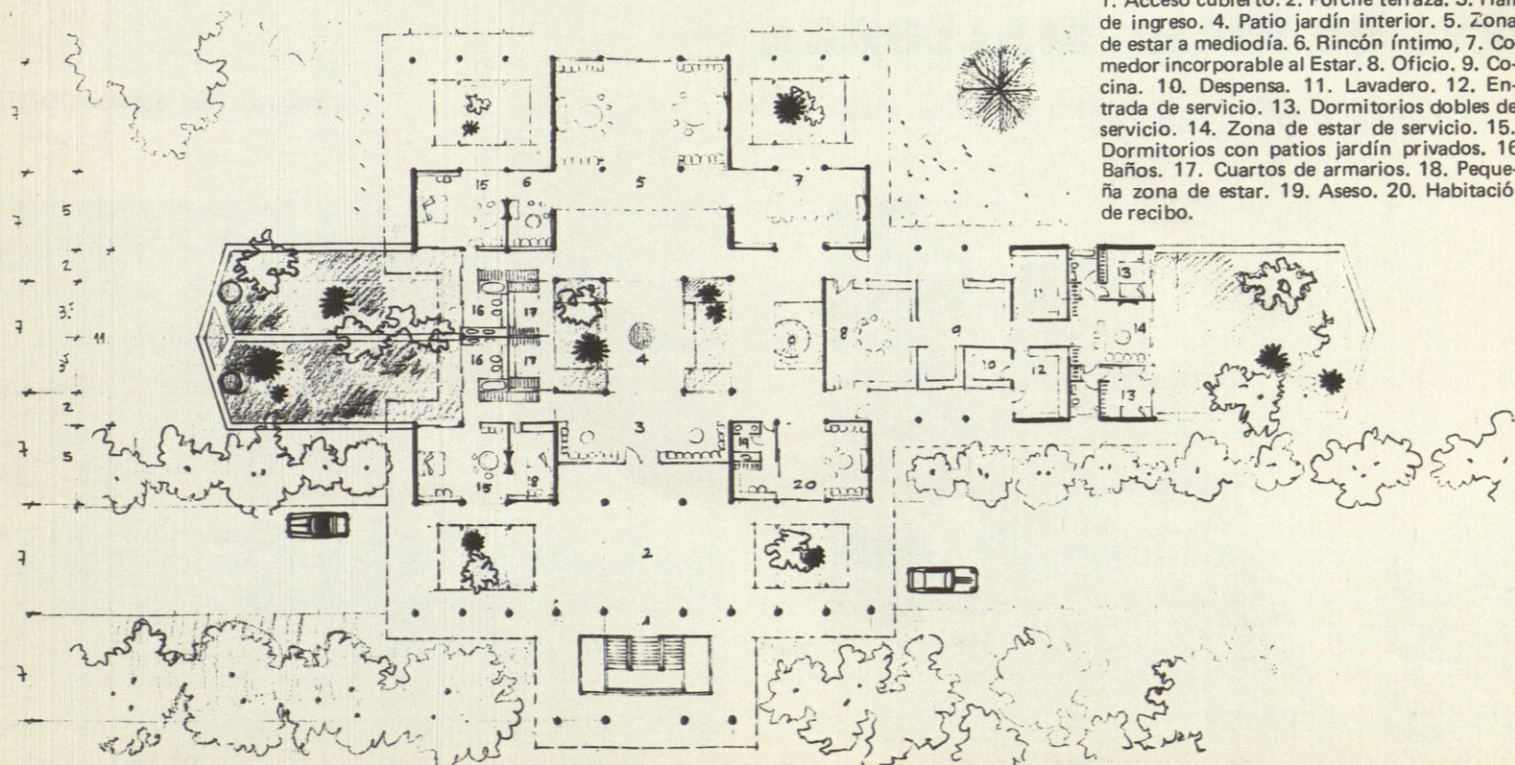 1. Acceso cubierto. 2. Porche terraza. 3. Hall
de ingreso. 4. Patio jardín interior. 5. Zona
de estar a mediodía. 6. Rincón íntimo, 7. Co-
medor incorporable al Estar. 8. Oficio. 9. Co-
cina. 10. Despensa. 11. Lavadero. 12. En-
trada de servicio. 13. Dormitorios dobles de
servicio. 14. Zona de estar de servicio. 15.
Dormitorios con patios jardín privados. 16
Baños. 17. Cuartos de armarios. 18. Peque-
ña zona de estar. 19. Aseso. 20. Habitació
de recibo.
7
15 6 5 7
5
7
2
13
11
3.5
16 17
14
7
11
8 9
3.5
16 17
4
10
12
13
2
3
19
7
5
15
18
20
7
2
1
7